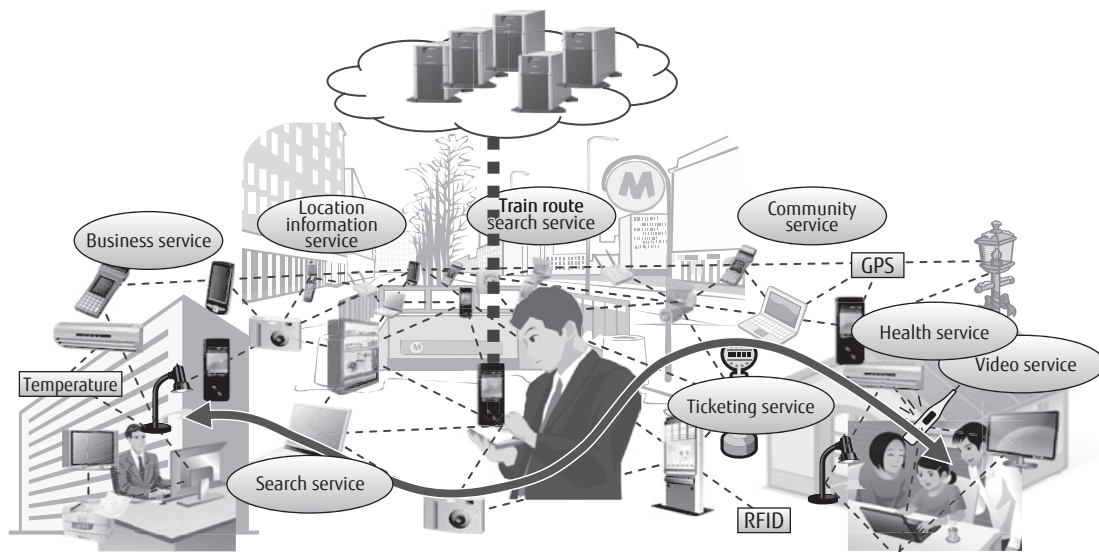 Location
information
service
Train route
search service
Community
service
Business service
GPS
Health service
Video service
Temperature
Ticketing service
Search service
RFID
M
M